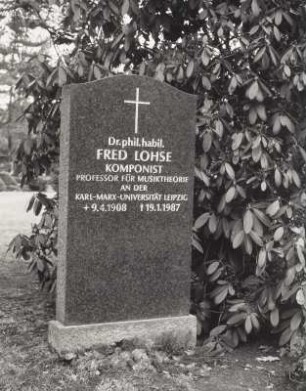 Dr. phil. habil.
FRED LOHSE
KOMPONIST
PROFESSOR FÜR MUSIKTHEORIE
AN DER
KARL-MARX-UNIVERSITÄT LEIPZIG
+ 9.4.1908 † 19.1.1987